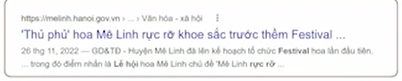 https://melinh.hanoi.gov.vn › ... › Văn hóa - xã hội
'Thủ phủ' hoa Mê Linh rực rỡ khoe sắc trước thềm Festival ...
26 thg 11, 2022 — GD&TĐ - Huyện Mê Linh đã lên kế hoạch tổ chức Festival hoa lần đầu tiên.
... trong đó điểm nhấn là Lễ hội hoa Mê Linh chủ đề 'Mê Linh rực rỡ ...